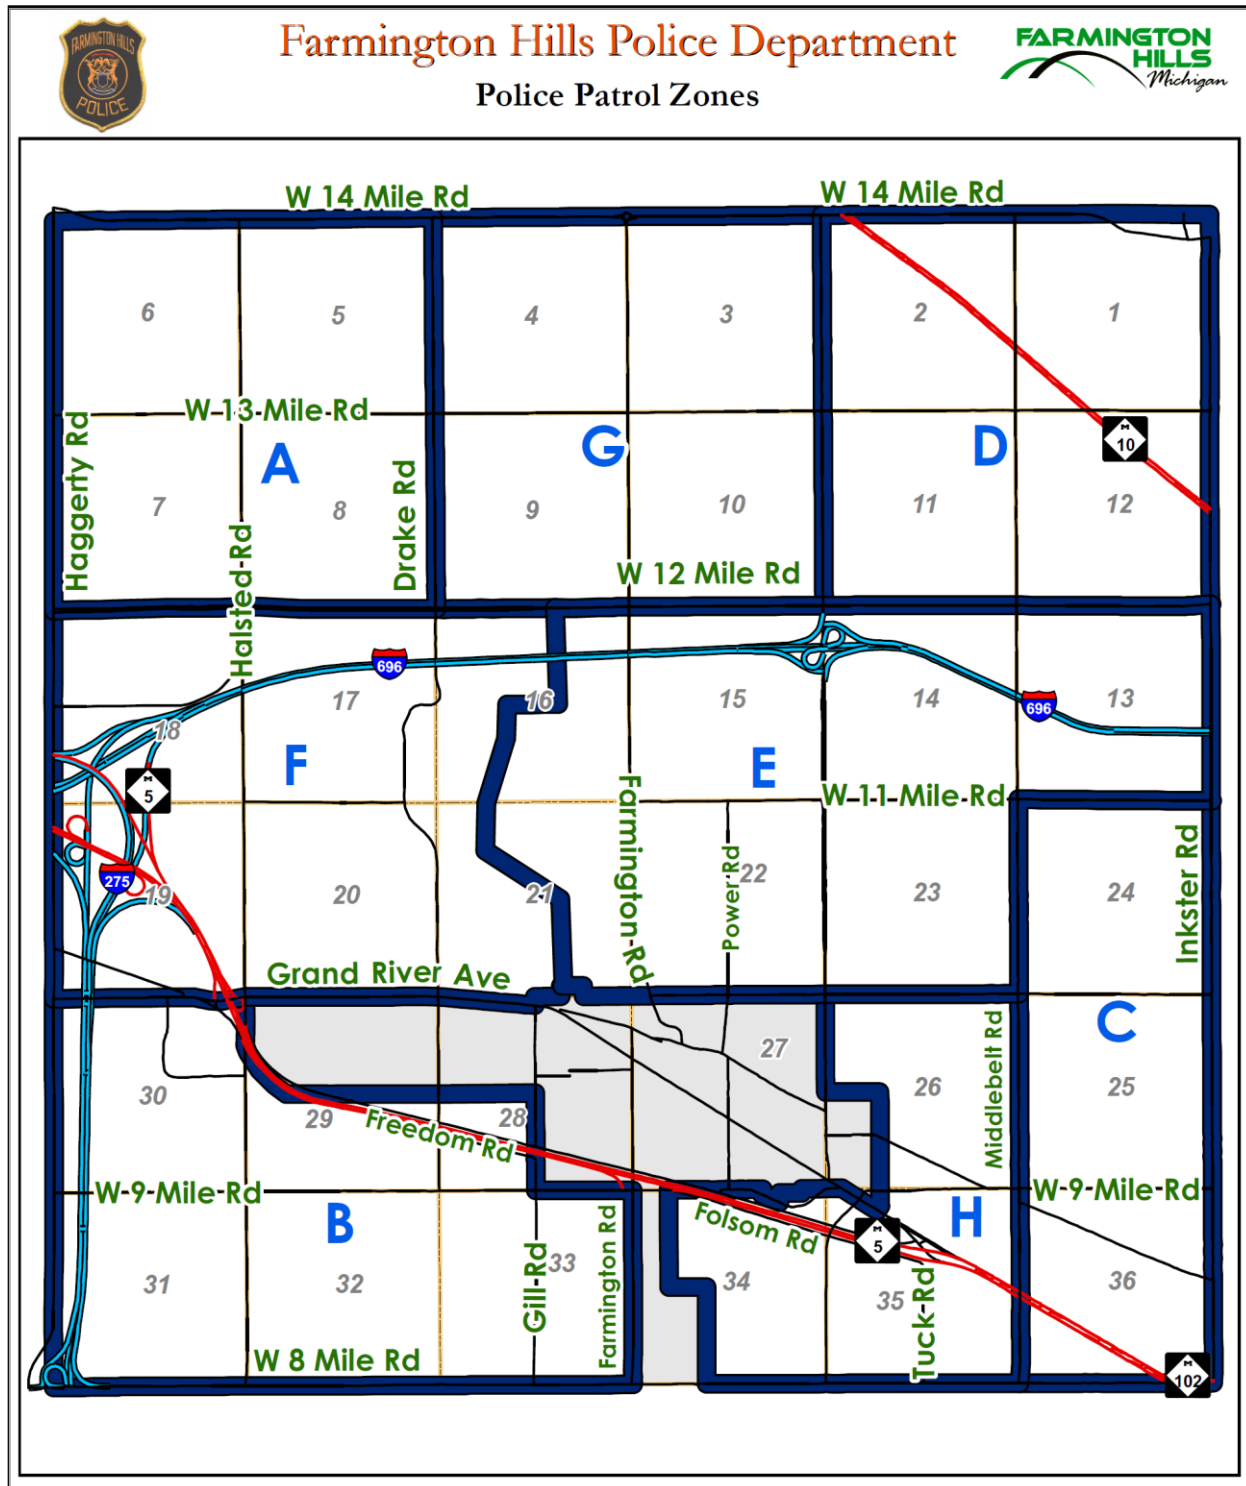 FARMINGTON HILLS
POLICE
Farmington Hills Police Department
Police Patrol Zones
FARMINGTON
HILLS
Michigan
W 14 Mile Rd
W 14 Mile Rd
6
5
4
3
2
1
W 13 Mile Rd
Haggerty Rd
A
G
D
M
10
Drake Rd
7
8
9
10
11
12
Halsted Rd
W 12 Mile Rd
696
17
16
15
14
13
696
18
F
E
M
5
W 11 Mile Rd
Farmington Rd
Power Rd
Inkster Rd
275
19
20
21
22
23
24
Grand River Ave
C
27
Middlebelt Rd
30
29
28
26
25
Freedom Rd
W 9 Mile Rd
W 9 Mile Rd
B
Folsom Rd
H
M
5
Gill Rd
Farmington Rd
31
32
33
34
35
36
Tuck Rd
W 8 Mile Rd
M
102